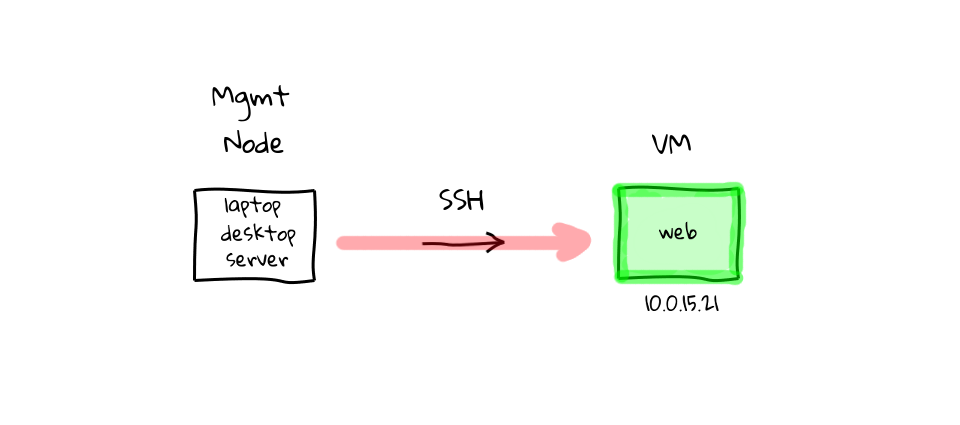 Mgmt
Node
laptop
desktop
server
SSH
VM
web
10.0.15.21